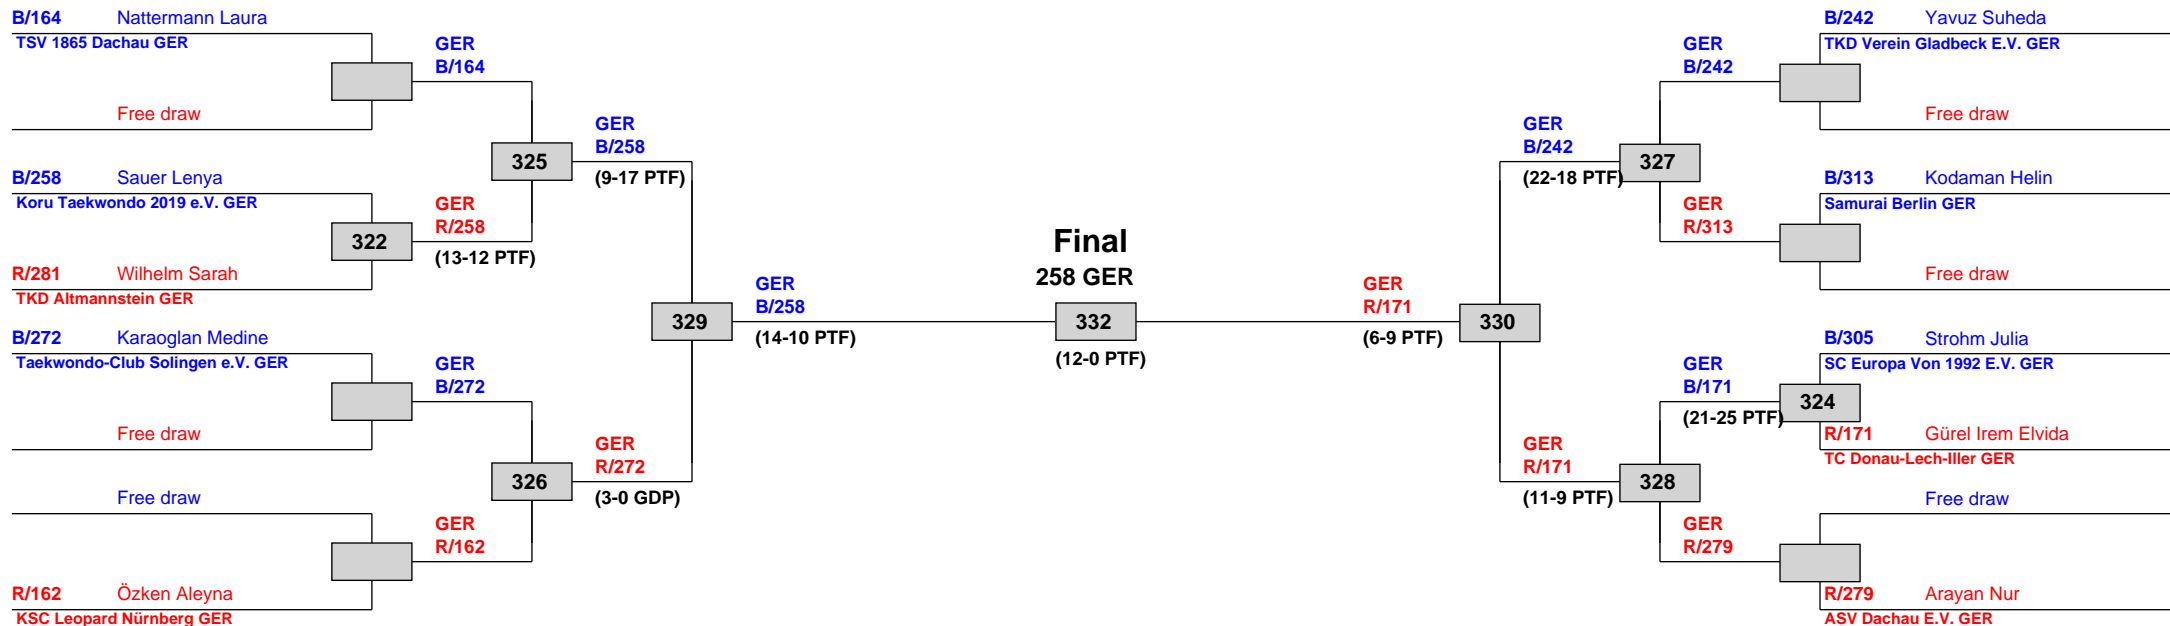 B/164 Nattermann Laura
TSV 1865 Dachau GER
Free draw
B/258 Sauer Lenya
Koru Taekwondo 2019 e.V. GER
R/281 Wilhelm Sarah
TKD Altmannstein GER
B/272 Karaoglan Medine
Taekwondo-Club Solingen e.V. GER
Free draw
Free draw
R/162 Özken Aleyna
KSC Leopard Nürnberg GER
GER
B/164
322
GER
R/258
(13-12 PTF)
GER
B/272
GER
R/162
325
GER
B/258
(9-17 PTF)
326
GER
R/272
(3-0 GDP)
329
GER
B/258
(14-10 PTF)
Final
258 GER
332
(12-0 PTF)
GER
R/171
(6-9 PTF)
330
GER
B/242
(22-18 PTF)
327
GER
R/171
(11-9 PTF)
328
GER
B/242
GER
R/313
GER
B/171
(21-25 PTF)
324
GER
R/279
B/242 Yavuz Suheda
TKD Verein Gladbeck E.V. GER
Free draw
B/313 Kodaman Helin
Samurai Berlin GER
Free draw
B/305 Strohm Julia
SC Europa Von 1992 E.V. GER
R/171 Gürel Irem Elvida
TC Donau-Lech-Iller GER
Free draw
R/279 Arayan Nur
ASV Dachau E.V. GER